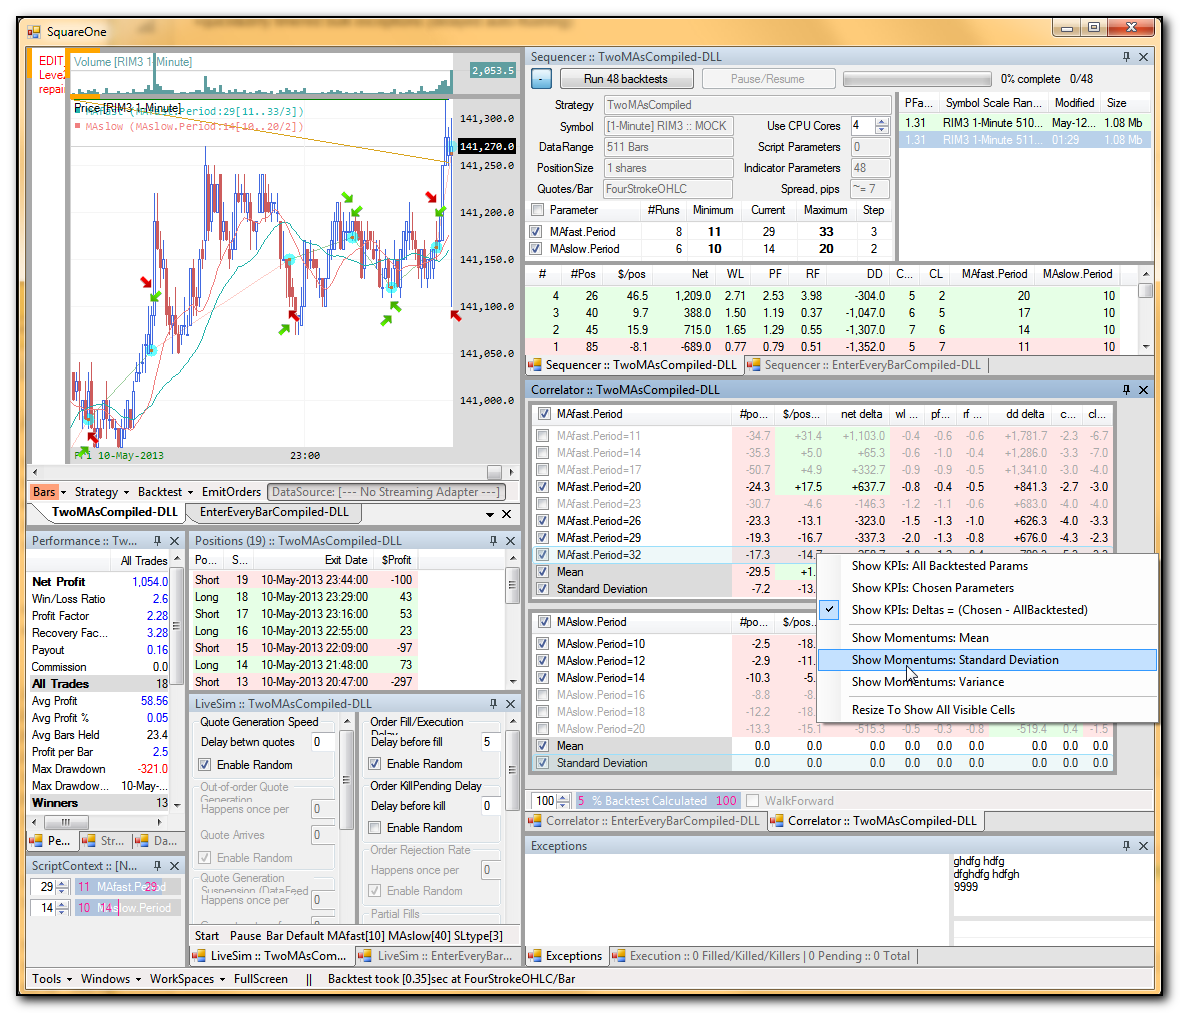 SquareOne
EDIT
Leve
repair
Volume [RIM3 1-Minute]
2,053.5
Price [RIM3 1-Minute]
MAfast (MAfast.Period:29[11..33/3])
MAslow (MAslow.Period:14[10..20/2])
141,300.0
141,270.0
141,250.0
141,200.0
141,150.0
141,100.0
141,050.0
141,000.0
Fri 10-May-2013
23:00
Bars Strategy Backtest EmitOrders DataSource: [--- No Streaming Adapter ---]
TwoMAsCompiled-DLL EnterEveryBarCompiled-DLL
Performance :: Tw...
All Trades
Net Profit 1,054.0
Win/Loss Ratio 2.6
Profit Factor 2.28
Recovery Fac... 3.28
Payout 0.16
Commission 0.0
All Trades 18
Avg Profit 58.56
Avg Profit % 0.05
Avg Bars Held 23.4
Profit per Bar 2.5
Max Drawdown -321.0
Max Drawdow... 10-May-...
Winners 13
Pe... Str... Da...
ScriptContext :: [N...
29 11 MAfast.Period 29
14 10 14 MAslow.Period
Positions (19) :: TwoMAsCompiled-DLL
Po... S... Exit Date $Profit
Short 19 10-May-2013 23:44:00 -100
Long 18 10-May-2013 23:29:00 43
Short 17 10-May-2013 23:16:00 53
Long 16 10-May-2013 22:55:00 23
Short 15 10-May-2013 22:09:00 -97
Long 14 10-May-2013 21:48:00 73
Short 13 10-May-2013 20:47:00 -297
LiveSim :: TwoMAsCompiled-DLL
Quote Generation Speed
Delay betwn quotes 0
Enable Random
Out-of-order Quote
Generation
Happens once per 0
Quote Arrives 0
Enable Random
Quote Generation
Suspension (DataFeed
Happens once per 0
Order Fill/Execution
Delay
Delay before fill 5
Enable Random
Order KillPending Delay
Delay before kill 0
Enable Random
Order Rejection Rate
Happens once per 0
Enable Random
Partial Fills
Start Pause Bar Default MAfast[10] MAslow[40] SLtype[3]
LiveSim :: TwoMAsCom... LiveSim :: EnterEveryBar...
Sequencer :: TwoMAsCompiled-DLL
- Run 48 backtests Pause/Resume 0% complete 0/48
Strategy TwoMAsCompiled
Symbol [1-Minute] RIM3 :: MOCK Use CPU Cores 4
DataRange 511 Bars Script Parameters 0
PositionSize 1 shares Indicator Parameters 48
Quotes/Bar FourStrokeOHLC Spread, pips ~= 7
Parameter #Runs Minimum Current Maximum Step
MAfast.Period 8 11 29 33 3
MAslow.Period 6 10 14 20 2
PFa... Symbol Scale Ran... Modified Size
1.31 RIM3 1-Minute 510... May-12... 1.08 Mb
1.31 RIM3 1-Minute 511... 01:29 1.08 Mb
# #Pos $/pos Net WL PF RF DD C... CL MAfast.Period MAslow.Period
4 26 46.5 1,209.0 2.71 2.53 3.98 -304.0 5 2 20 10
3 40 9.7 388.0 1.50 1.19 0.37 -1,047.0 6 5 17 10
2 45 15.9 715.0 1.65 1.29 0.55 -1,307.0 7 6 14 10
1 85 -8.1 -689.0 0.77 0.79 0.51 -1,352.0 5 7 11 10
Sequencer :: TwoMAsCompiled-DLL Sequencer :: EnterEveryBarCompiled-DLL
Correlator :: TwoMAsCompiled-DLL
MAfast.Period #po... $/pos... net delta wl ... pf... rf ... dd delta c... cl...
MAfast.Period=11 -34.7 +31.4 +1,103.0 -0.4 -0.6 -0.6 +1,781.7 -2.3 -6.7
MAfast.Period=14 -35.3 +5.0 +65.3 -0.6 -1.0 -0.4 +1,286.0 -3.3 -7.0
MAfast.Period=17 -50.7 +4.9 +332.7 -0.9 -0.9 -0.5 +1,341.0 -3.0 -4.0
MAfast.Period=20 -24.3 +17.5 +637.7 -0.8 -0.4 -0.5 +841.3 -2.7 -3.0
MAfast.Period=23 -30.7 -4.6 -146.3 -1.2 -1.1 -0.8 +683.7 -4.0 -4.0
MAfast.Period=26 -23.3 -13.1 -323.0 -1.5 -1.3 -1.0 +626.3 -4.0 -3.3
MAfast.Period=29 -19.3 -16.7 -337.3 -2.0 -1.3 -0.8 +676.0 -4.3 -2.3
MAfast.Period=32 -17.3 -14.7
Mean -29.5 +1.
Standard Deviation -7.2 -13.
MAslow.Period #po... $/pos...
MAslow.Period=10 -2.5 -18.
MAslow.Period=12 -2.9 -11.
MAslow.Period=14 -10.3 -5.
MAslow.Period=16 -8.8 -8.
MAslow.Period=18 -12.2 -18.
MAslow.Period=20 -13.3 -15.1 -515.3 -0.5 -0.3 -0.8 -519.4 0.4 -1.5
Mean 0.0 0.0 0.0 0.0 0.0 0.0 0.0 0.0 0.0
Standard Deviation 0.0 0.0 0.0 0.0 0.0 0.0 0.0 0.0 0.0
Show KPIs: All Backtested Params
Show KPIs: Chosen Parameters
Show KPIs: Deltas = (Chosen - AllBacktested)
Show Momentums: Mean
Show Momentums: Standard Deviation
Show Momentums: Variance
Resize To Show All Visible Cells
100 5 % Backtest Calculated 100 WalkForward
Correlator :: EnterEveryBarCompiled-DLL Correlator :: TwoMAsCompiled-DLL
Exceptions
ghdfg hdfg
dfghdfg hdfgh
9999
Exceptions Execution :: 0 Filled/Killed/Killers | 0 Pending :: 0 Total
Tools Windows WorkSpaces FullScreen || Backtest took [0.35]sec at FourStrokeOHLC/Bar